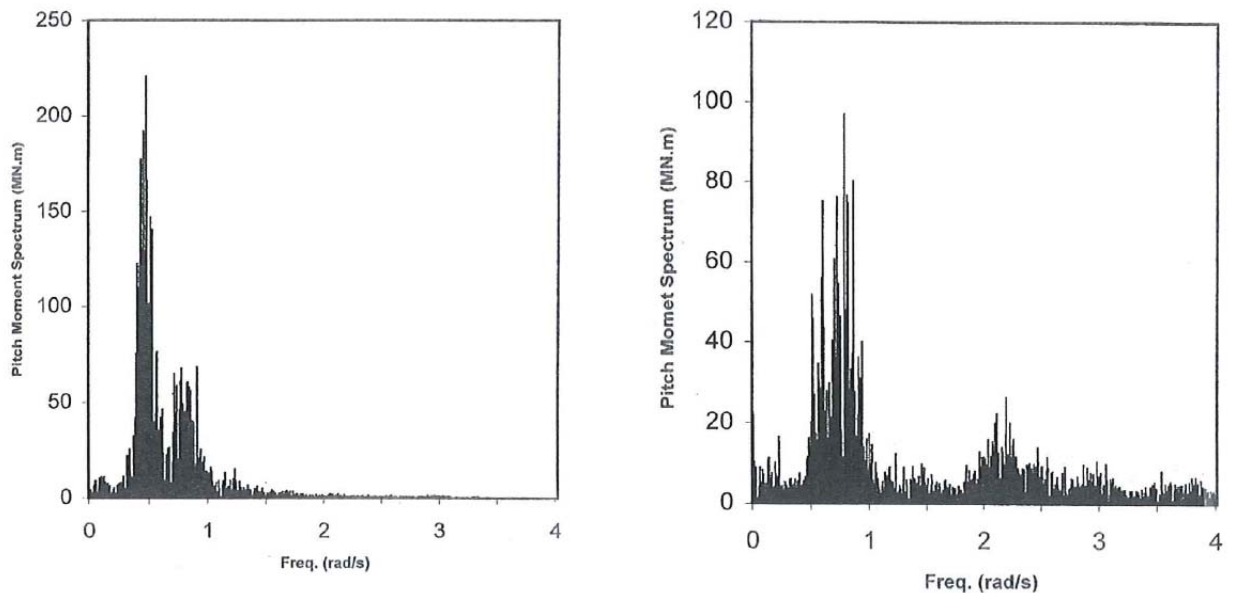 250
200
150
100
50
0
Pitch Moment Spectrum (MN.m)
0 1 2 3 4
Freq. (rad/s)
120
100
80
60
40
20
0
Pitch Momet Spectrum (MN.m)
0 1 2 3 4
Freq. (rad/s)